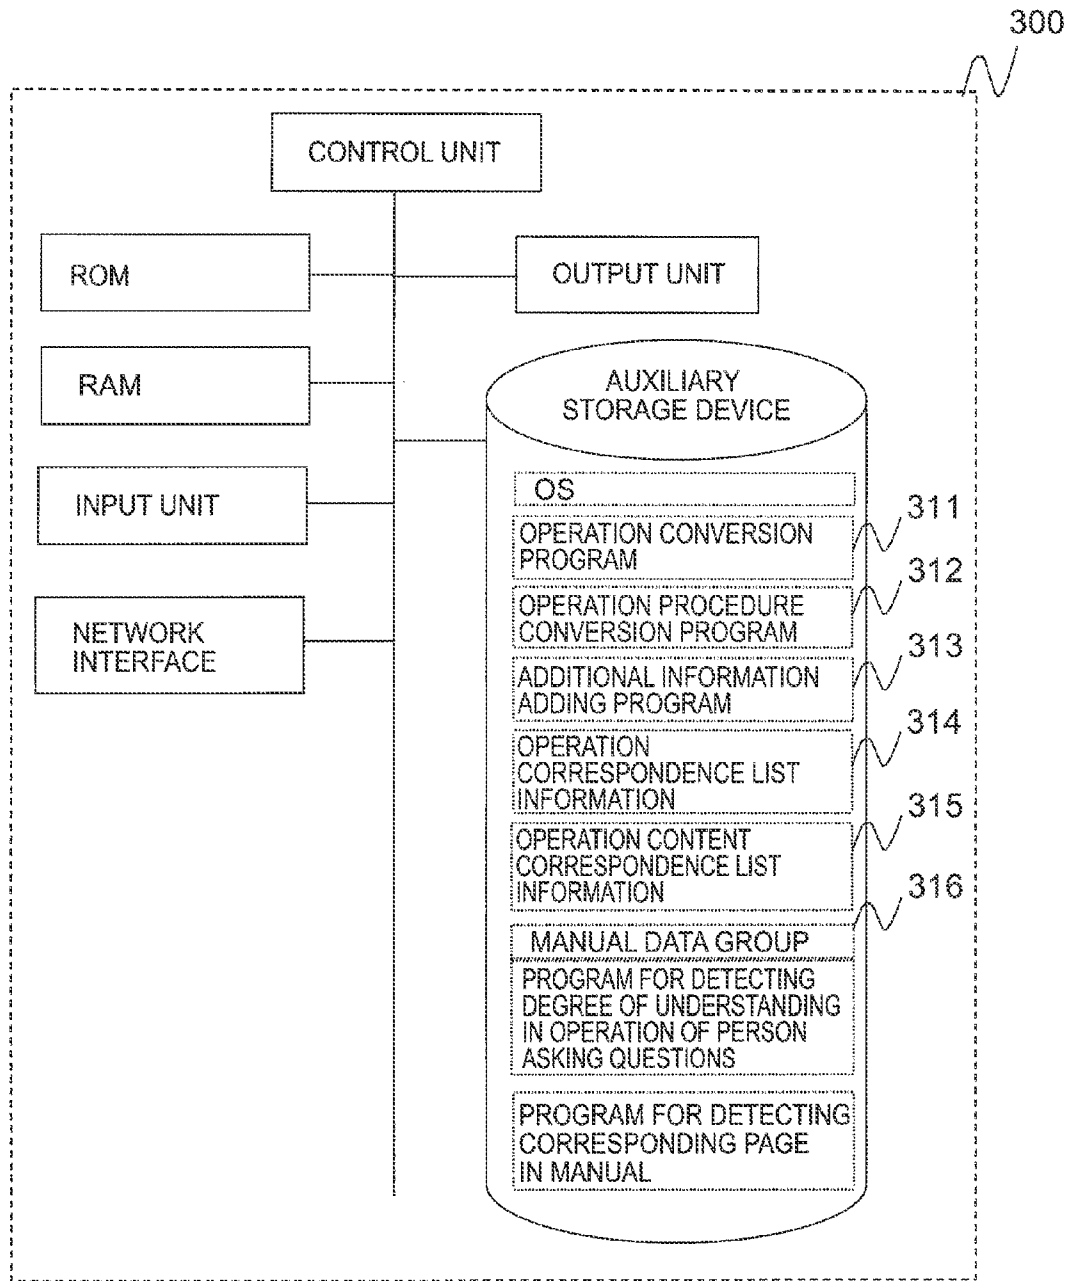 300
CONTROL UNIT
ROM
OUTPUT UNIT
RAM
AUXILIARY
STORAGE DEVICE
INPUT UNIT
OS
311
OPERATION CONVERSION
PROGRAM
312
OPERATION PROCEDURE
CONVERSION PROGRAM
NETWORK
INTERFACE
313
ADDITIONAL INFORMATION
ADDING PROGRAM
314
OPERATION
CORRESPONDENCE LIST
INFORMATION
315
OPERATION CONTENT
CORRESPONDENCE LIST
INFORMATION
316
MANUAL DATA GROUP
PROGRAM FOR DETECTING
DEGREE OF UNDERSTANDING
IN OPERATION OF PERSON
ASKING QUESTIONS
PROGRAM FOR DETECTING
CORRESPONDING PAGE
IN MANUAL